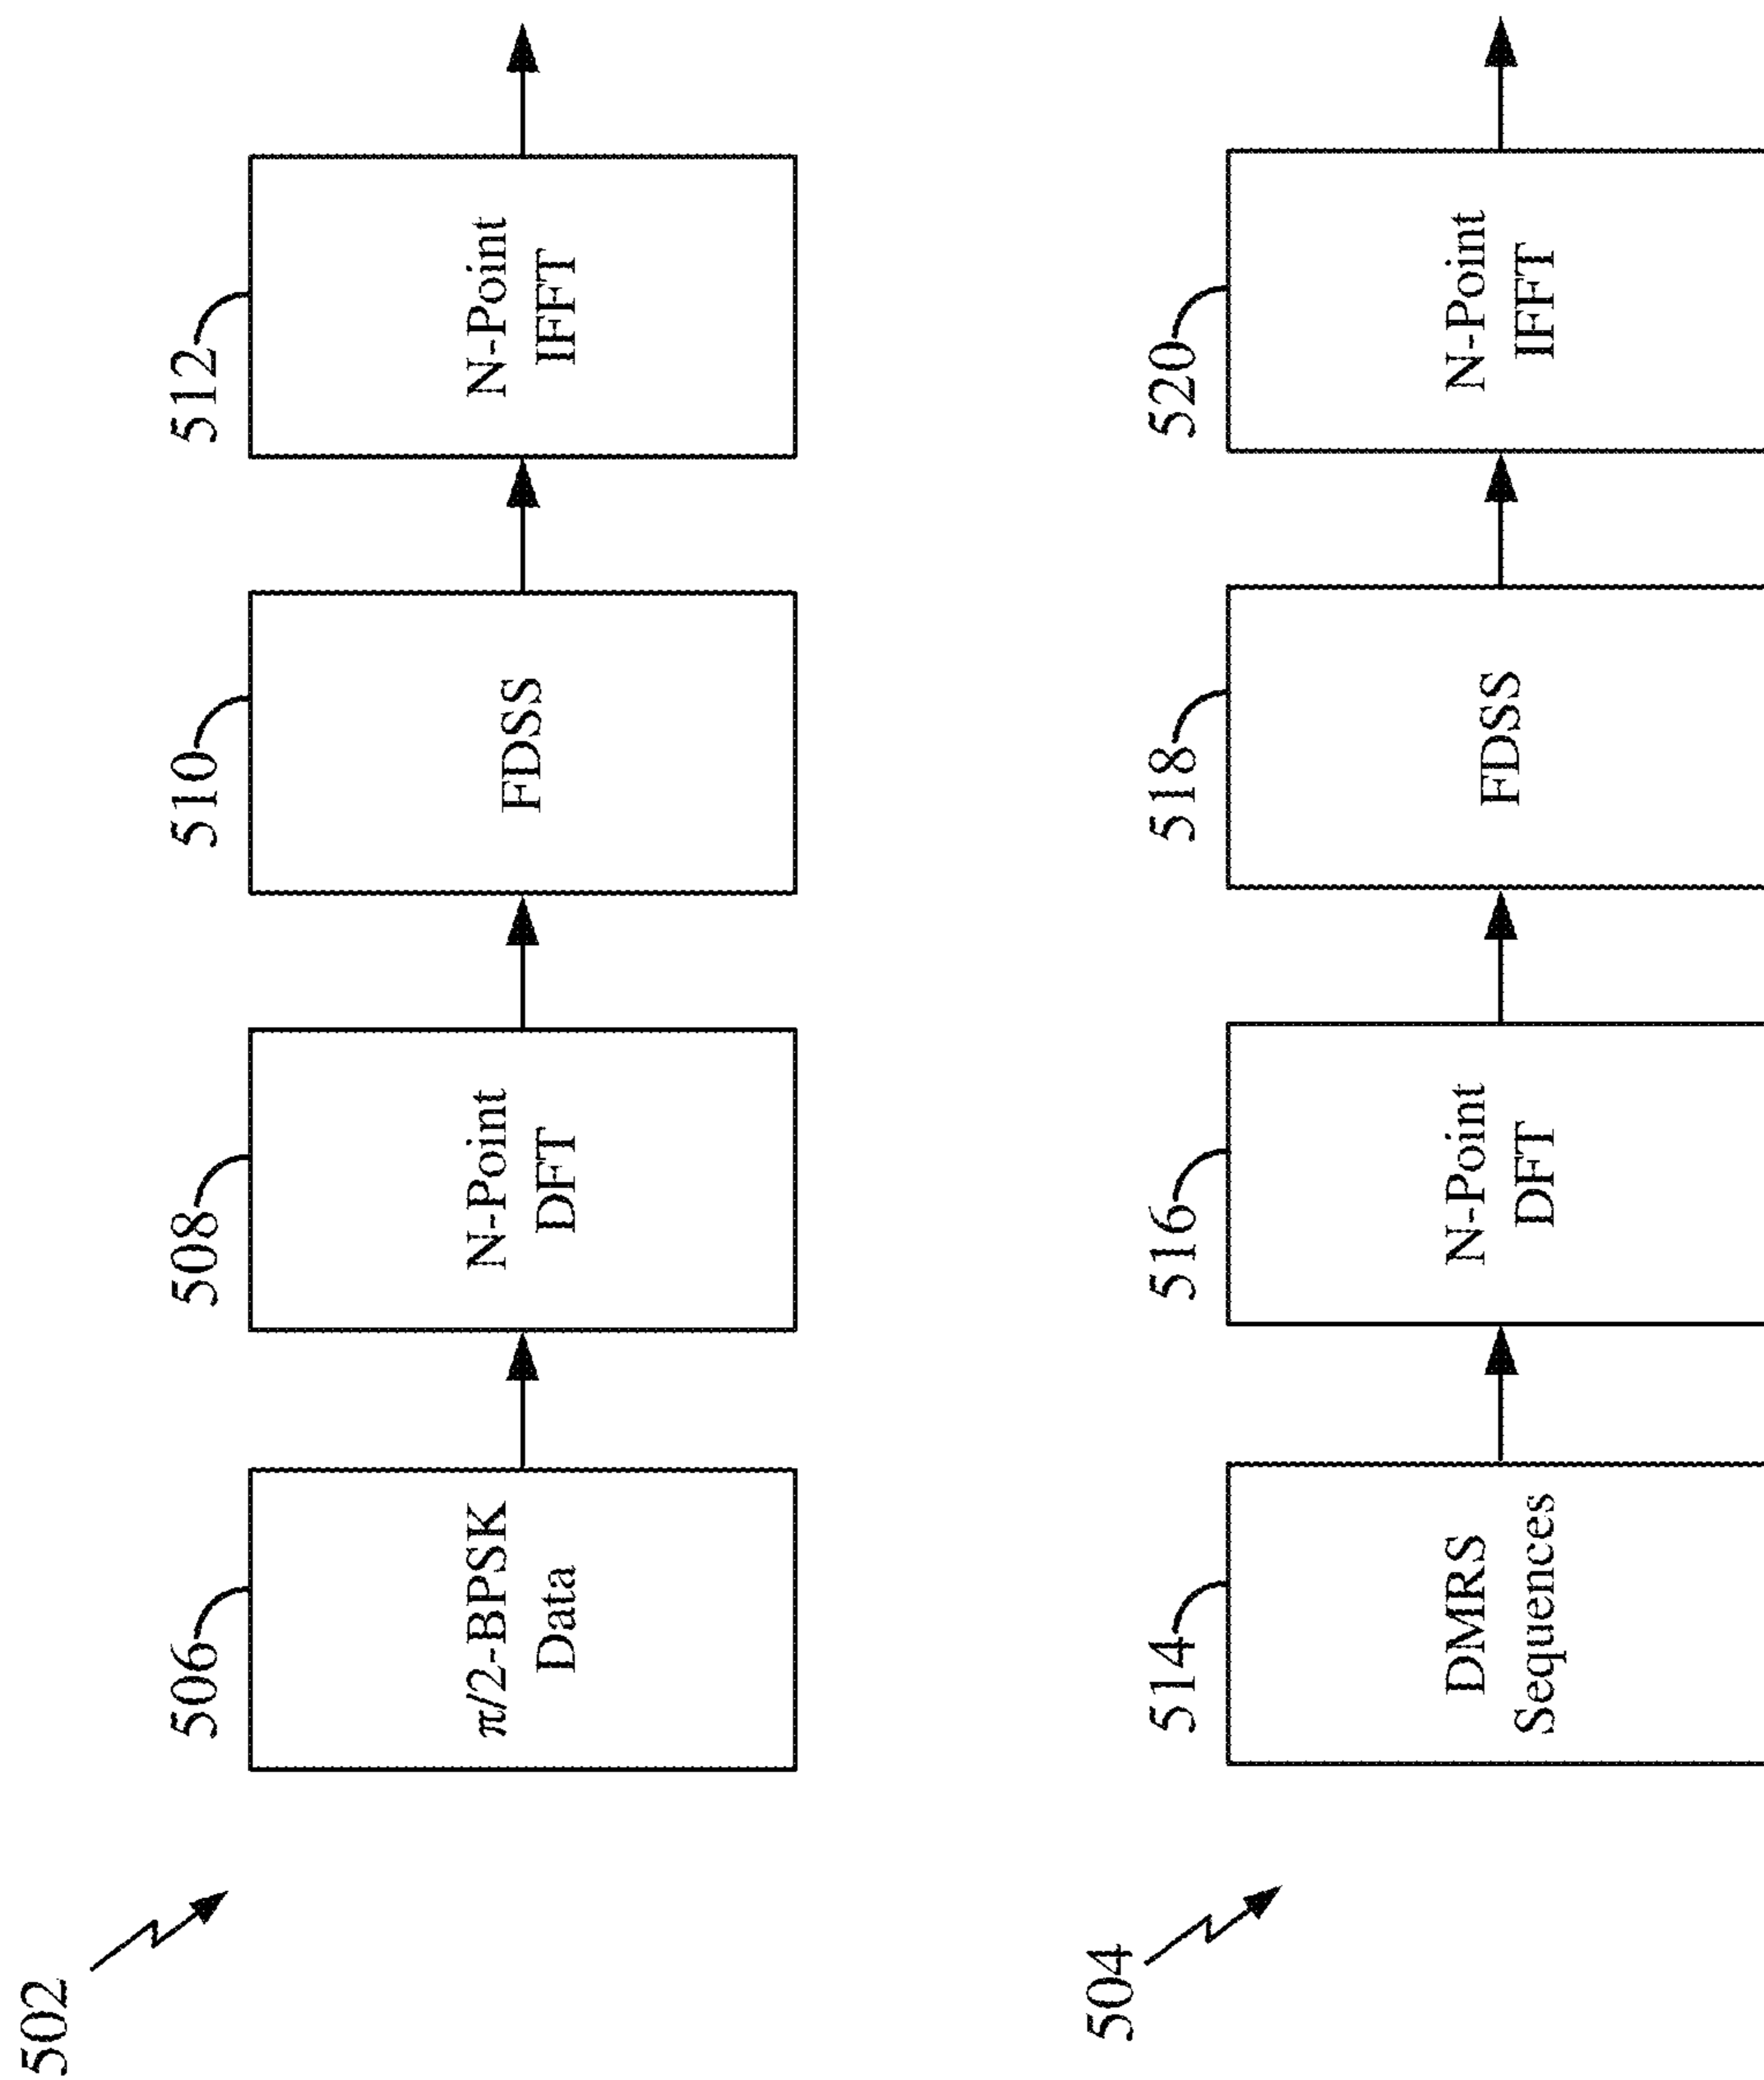 502
506
π/2-BPSK
Data
508
N-Point
DFT
510
FDSS
512
N-Point
IFFT
504
514
DMRS
Sequences
516
N-Point
DFT
518
FDSS
520
N-Point
IFFT